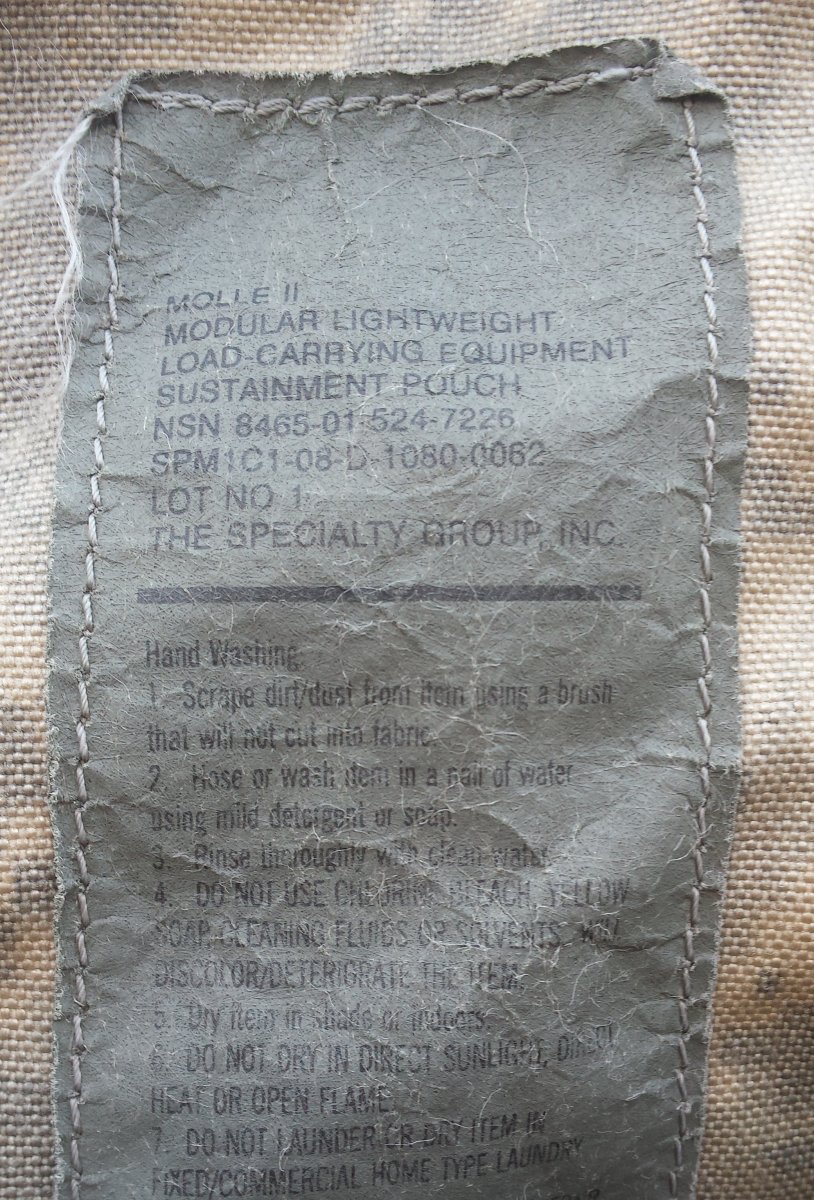 MOLLE II
MODULAR LIGHTWEIGHT
LOAD-CARRYING EQUIPMENT
SUSTAINMENT POUCH
NSN 8465-01-524-7226
SPM1C1-08-D-1080-0062
LOT NO 1
THE SPECIALTY GROUP, INC.
Hand Washing
1. Scrape dirt/dust from item using a brush
that will not cut into fabric.
2. Hose or wash item in a pail of water
using mild detergent or soap.
3. Rinse thoroughly with clean water.
4. DO NOT USE CHLORINE BLEACH, YELLOW
SOAP, CLEANING FLUIDS OR SOLVENTS. Will
DISCOLOR/DETERIORATE THE ITEM.
5. Dry item in shade or indoors.
6. DO NOT DRY IN DIRECT SUNLIGHT, DIRECT
HEAT OR OPEN FLAME.
7. DO NOT LAUNDER OR DRY ITEM IN
FIXED/COMMERCIAL HOME TYPE LAUNDRY